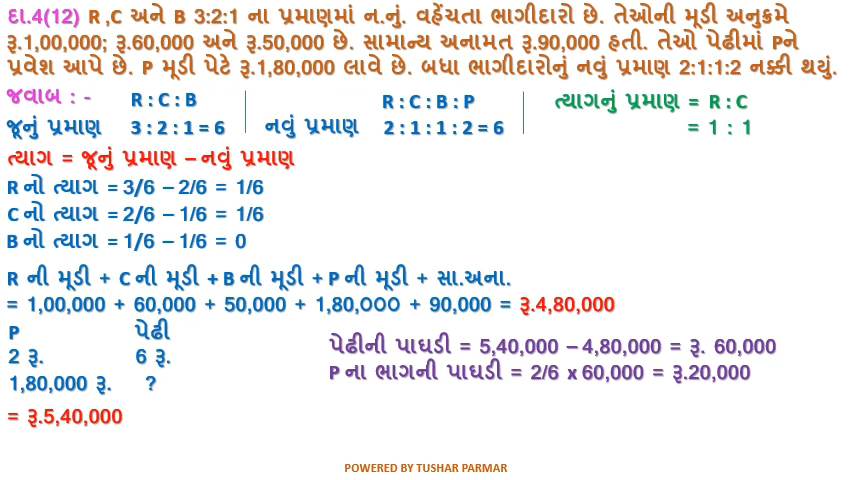 દા.4(12) R ,C અને B 3:2:1 ના પ્રમાણમાં ન.નું. વહેંચતા ભાગીદારો છે. તેઓની મૂડી અનુક્રમે
રૂ.1,00,000; રૂ.60,000 અને રૂ.50,000 છે. સામાન્ય અનામત રૂ.90,000 હતી. તેઓ પેઢીમાં Pને
પ્રવેશ આપે છે. P મૂડી પેટે રૂ.1,80,000 લાવે છે. બધા ભાગીદારોનું નવું પ્રમાણ 2:1:1:2 નક્કી થયું.
જવાબ : - R : C : B R : C : B : P ત્યાગનું પ્રમાણ = R : C
જૂનું પ્રમાણ 3 : 2 : 1 = 6 નવું પ્રમાણ 2 : 1 : 1 : 2 = 6 = 1 : 1
ત્યાગ = જૂનું પ્રમાણ – નવું પ્રમાણ
R નો ત્યાગ = 3/6 – 2/6 = 1/6
C નો ત્યાગ = 2/6 – 1/6 = 1/6
B નો ત્યાગ = 1/6 – 1/6 = 0
R ની મૂડી + C ની મૂડી + B ની મૂડી + P ની મૂડી + સા.અના.
= 1,00,000 + 60,000 + 50,000 + 1,80,000 + 90,000 = રૂ.4,80,000
P પેઢી
2 રૂ. 6 રૂ.
1,80,000 રૂ. ?
= રૂ.5,40,000
પેઢીની પાઘડી = 5,40,000 – 4,80,000 = રૂ. 60,000
P ના ભાગની પાઘડી = 2/6 x 60,000 = રૂ.20,000
POWERED BY TUSHAR PARMAR